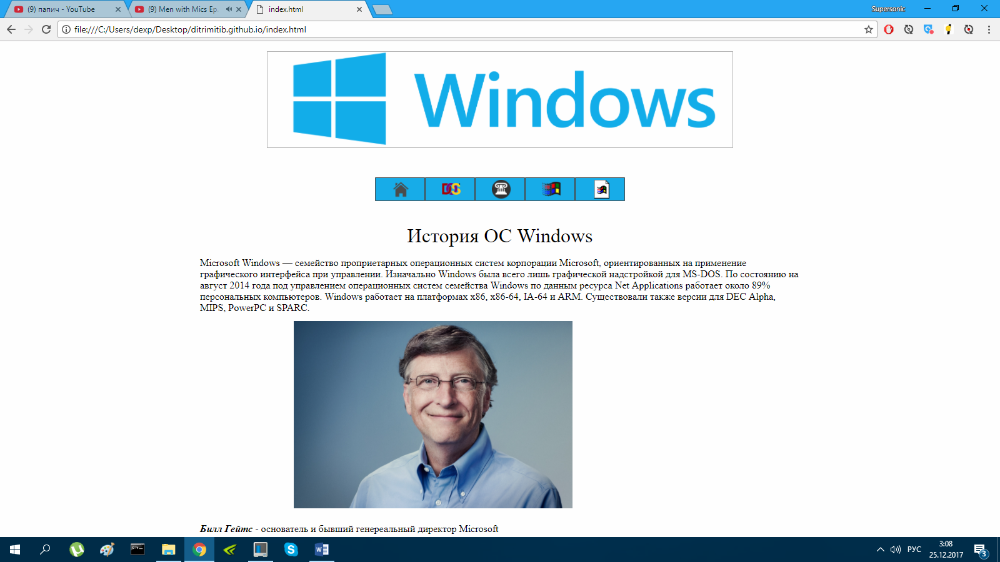 (9) папич - YouTube
(9) Men with Mics Ep
index.html
Supersonic
file:///C:/Users/dexp/Desktop/ditrimitib.github.io/index.html
Windows
DOS
История ОС Windows
Microsoft Windows — семейство проприетарных операционных систем корпорации Microsoft, ориентированных на применение
графического интерфейса при управлении. Изначально Windows была всего лишь графической надстройкой для MS-DOS. По состоянию на
август 2014 года под управлением операционных систем семейства Windows по данным ресурса Net Applications работает около 89%
персональных компьютеров. Windows работает на платформах x86, x86-64, IA-64 и ARM. Существовали также версии для DEC Alpha,
MIPS, PowerPC и SPARC.
Билл Гейтс - основатель и бывший генереальный директор Microsoft
РУС
3:08
25.12.2017
3